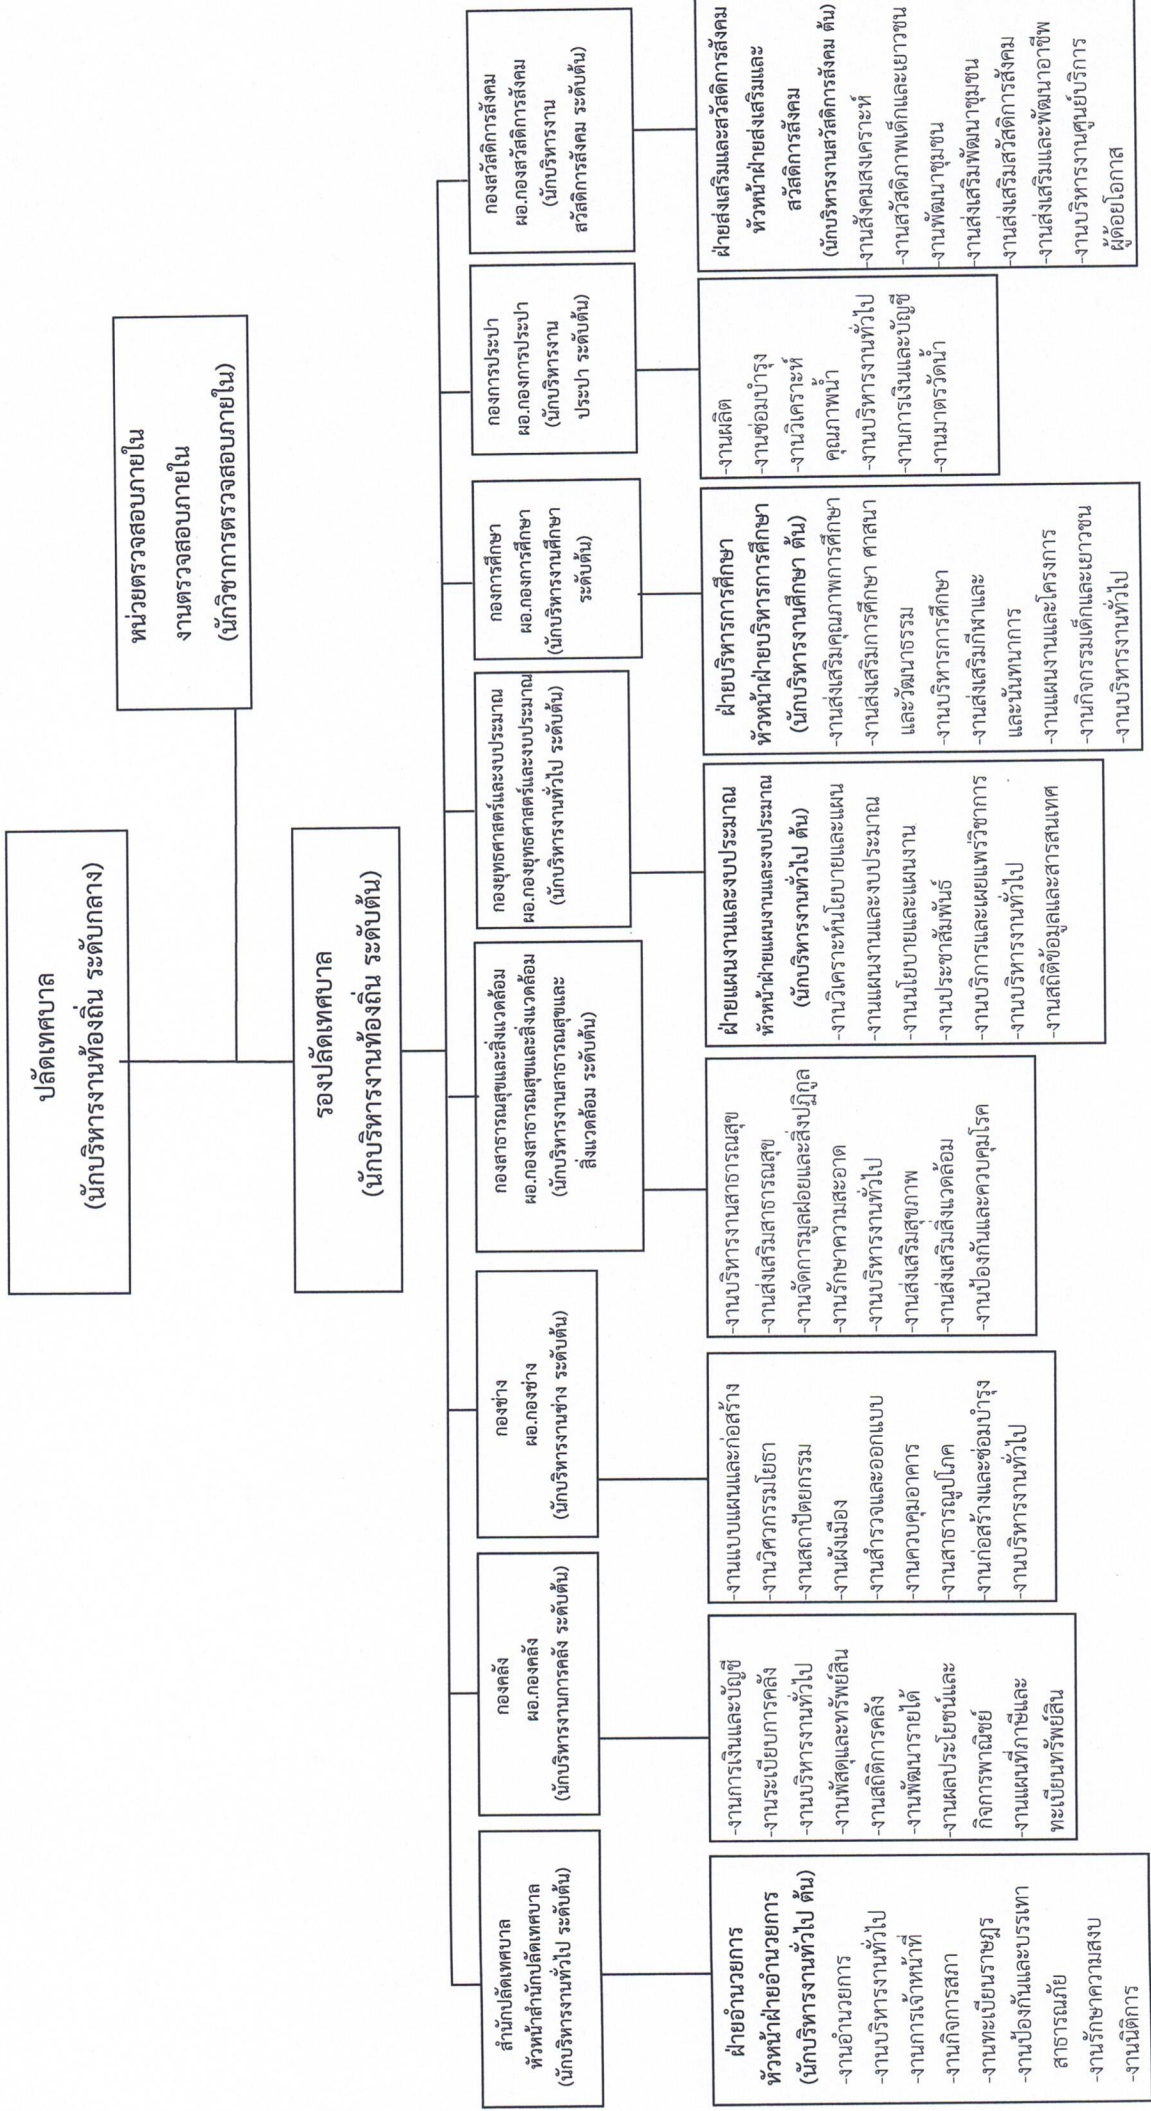 ปลัดเทศบาล
(นักบริหารงานท้องถิ่น ระดับกลาง)
หน่วยตรวจสอบภายใน
งานตรวจสอบภายใน
(นักวิชาการตรวจสอบภายใน)
รองปลัดเทศบาล
(นักบริหารงานท้องถิ่น ระดับต้น)
สำนักปลัดเทศบาล
หัวหน้าสำนักปลัดเทศบาล
(นักบริหารงานทั่วไป ระดับต้น)
กองคลัง
ผอ.กองคลัง
(นักบริหารงานการคลัง ระดับต้น)
กองช่าง
ผอ.กองช่าง
(นักบริหารงานช่าง ระดับต้น)
กองสาธารณสุขและสิ่งแวดล้อม
ผอ.กองสาธารณสุขและสิ่งแวดล้อม
(นักบริหารงานสาธารณสุขและ
สิ่งแวดล้อม ระดับต้น)
กองยุทธศาสตร์และงบประมาณ
ผอ.กองยุทธศาสตร์และงบประมาณ
(นักบริหารงานทั่วไป ระดับต้น)
กองการศึกษา
ผอ.กองการศึกษา
(นักบริหารงานศึกษา
ระดับต้น)
กองการประปา
ผอ.กองการประปา
(นักบริหารงาน
ประปา ระดับต้น)
กองสวัสดิการสังคม
ผอ.กองสวัสดิการสังคม
(นักบริหารงาน
สวัสดิการสังคม ระดับต้น)
ฝ่ายอำนวยการ
หัวหน้าฝ่ายอำนวยการ
(นักบริหารงานทั่วไป ต้น)
-งานอำนวยการ
-งานบริหารงานทั่วไป
-งานการเจ้าหน้าที่
-งานกิจการสภา
-งานทะเบียนราษฎร
-งานป้องกันและบรรเทา
สาธารณภัย
-งานรักษาความสงบ
-งานนิติการ
-งานการเงินและบัญชี
-งานระเบียบการคลัง
-งานบริหารงานทั่วไป
-งานพัสดุและทรัพย์สิน
-งานสถิติการคลัง
-งานพัฒนารายได้
-งานผลประโยชน์และ
กิจการพาณิชย์
-งานแผนที่ภาษีและ
ทะเบียนทรัพย์สิน
-งานแบบแผนและก่อสร้าง
-งานวิศวกรรมโยธา
-งานสถาปัตยกรรม
-งานผังเมือง
-งานสำรวจและออกแบบ
-งานควบคุมอาคาร
-งานสาธารณูปโภค
-งานก่อสร้างและซ่อมบำรุง
-งานบริหารงานทั่วไป
-งานบริหารงานสาธารณสุข
-งานส่งเสริมสาธารณสุข
-งานจัดการมูลฝอยและสิ่งปฏิกูล
-งานรักษาความสะอาด
-งานบริหารงานทั่วไป
-งานส่งเสริมสุขภาพ
-งานส่งเสริมสิ่งแวดล้อม
-งานป้องกันและควบคุมโรค
ฝ่ายแผนงานและงบประมาณ
หัวหน้าฝ่ายแผนงานและงบประมาณ
(นักบริหารงานทั่วไป ต้น)
-งานวิเคราะห์นโยบายและแผน
-งานแผนงานและงบประมาณ
-งานนโยบายและแผนงาน
-งานประชาสัมพันธ์
-งานบริการและเผยแพร่วิชาการ
-งานบริหารงานทั่วไป
-งานสถิติข้อมูลและสารสนเทศ
ฝ่ายบริหารการศึกษา
หัวหน้าฝ่ายบริหารการศึกษา
(นักบริหารงานศึกษา ต้น)
-งานส่งเสริมคุณภาพการศึกษา
-งานส่งเสริมการศึกษา ศาสนา
และวัฒนาธรรม
-งานบริหารการศึกษา
-งานส่งเสริมกีฬาและ
และนันทนาการ
-งานแผนงานและโครงการ
-งานกิจกรรมเด็กและเยาวชน
-งานบริหารงานทั่วไป
-งานผลิต
-งานซ่อมบำรุง
-งานวิเคราะห์
คุณภาพน้ำ
-งานบริหารงานทั่วไป
-งานการเงินและบัญชี
-งานมาตรวัดน้ำ
ฝ่ายส่งเสริมและสวัสดิการสังคม
หัวหน้าฝ่ายส่งเสริมและ
สวัสดิการสังคม
(นักบริหารงานสวัสดิการสังคม ต้น)
-งานสังคมสงเคราะห์
-งานสวัสดิภาพเด็กและเยาวชน
-งานพัฒนาชุมชน
-งานส่งเสริมพัฒนาชุมชน
-งานส่งเสริมสวัสดิการสังคม
-งานส่งเสริมและพัฒนาอาชีพ
-งานบริหารงานศูนย์บริการ
ผู้ด้อยโอกาส